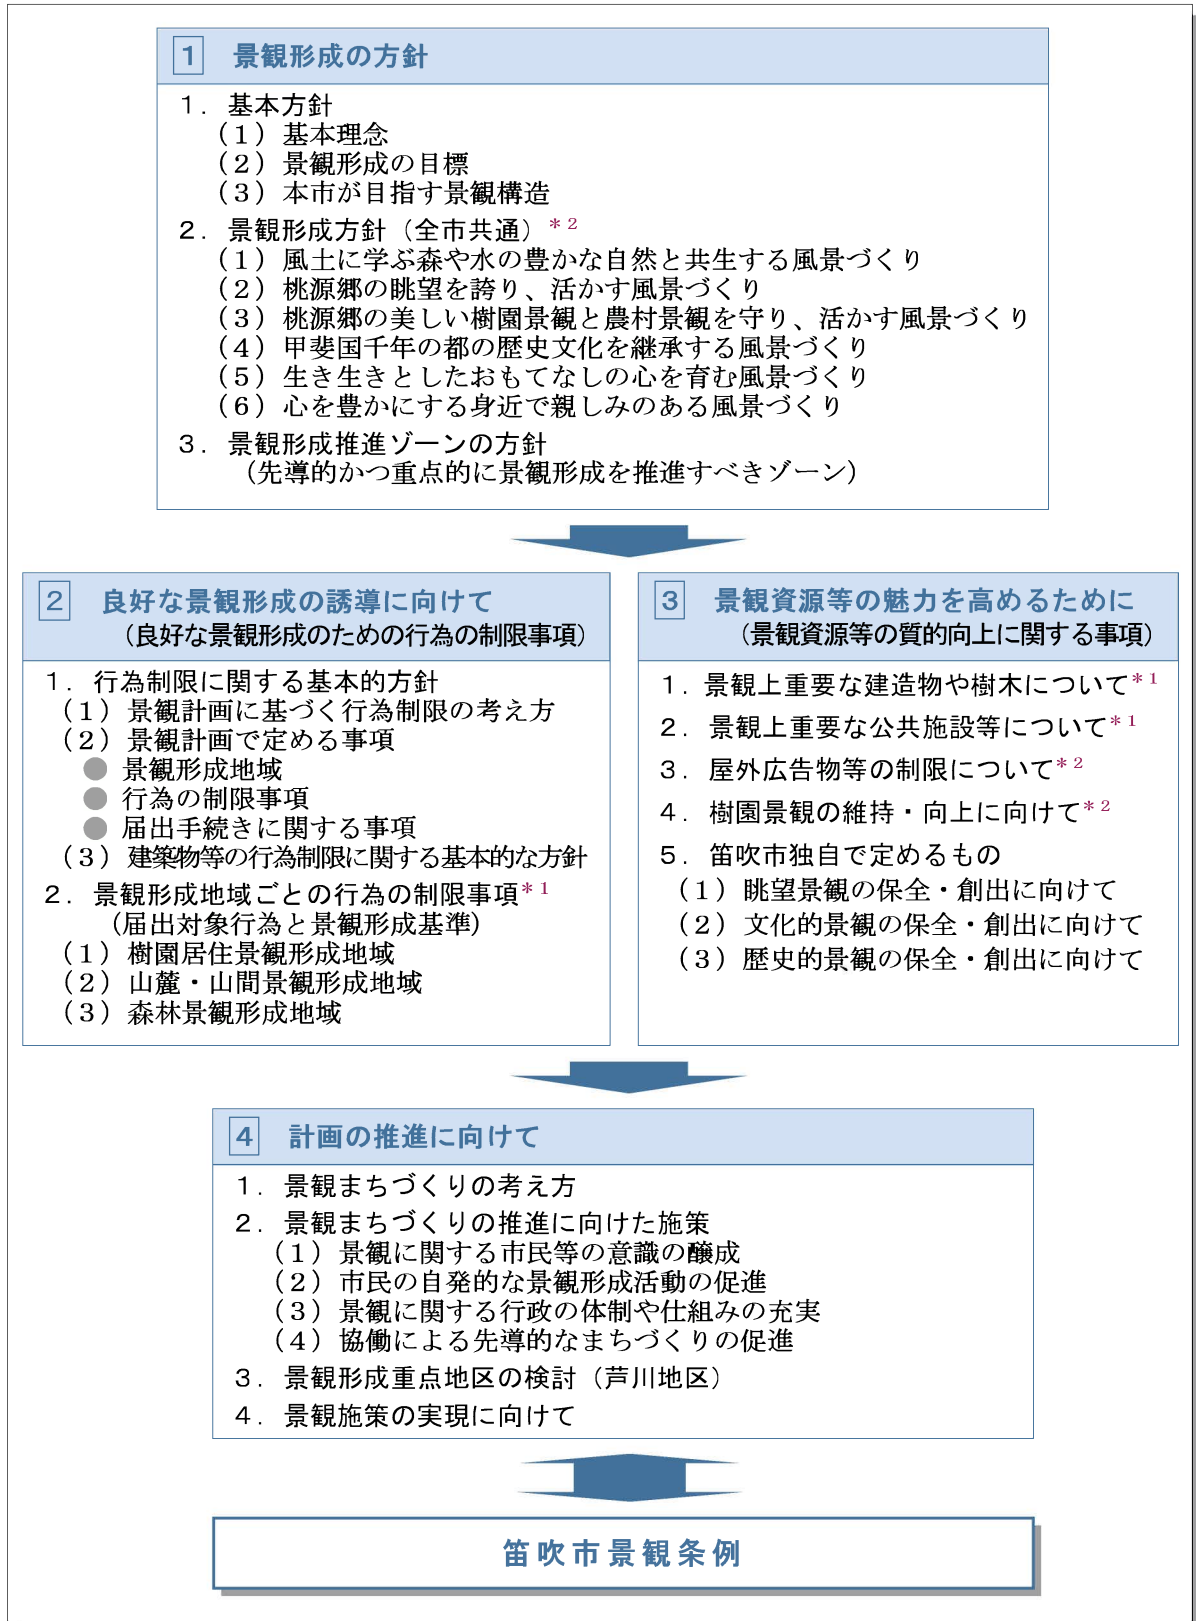 1 景観形成の方針
1．基本方針
（1）基本理念
（2）景観形成の目標
（3）本市が目指す景観構造
2．景観形成方針（全市共通）＊2
（1）風土に学ぶ森や水の豊かな自然と共生する風景づくり
（2）桃源郷の眺望を誇り、活かす風景づくり
（3）桃源郷の美しい樹園景観と農村景観を守り、活かす風景づくり
（4）甲斐国千年の都の歴史文化を継承する風景づくり
（5）生き生きとしたおもてなしの心を育む風景づくり
（6）心を豊かにする身近で親しみのある風景づくり
3．景観形成推進ゾーンの方針
（先導的かつ重点的に景観形成を推進すべきゾーン）
2 良好な景観形成の誘導に向けて
（良好な景観形成のための行為の制限事項）
1．行為制限に関する基本的方針
（1）景観計画に基づく行為制限の考え方
（2）景観計画で定める事項
● 景観形成地域
● 行為の制限事項
● 届出手続きに関する事項
（3）建築物等の行為制限に関する基本的な方針
2．景観形成地域ごとの行為の制限事項＊1
（届出対象行為と景観形成基準）
（1）樹園居住景観形成地域
（2）山麓・山間景観形成地域
（3）森林景観形成地域
3 景観資源等の魅力を高めるために
（景観資源等の質的向上に関する事項）
1．景観上重要な建造物や樹木について＊1
2．景観上重要な公共施設等について＊1
3．屋外広告物等の制限について＊2
4．樹園景観の維持・向上に向けて＊2
5．笛吹市独自で定めるもの
（1）眺望景観の保全・創出に向けて
（2）文化的景観の保全・創出に向けて
（3）歴史的景観の保全・創出に向けて
4 計画の推進に向けて
1．景観まちづくりの考え方
2．景観まちづくりの推進に向けた施策
（1）景観に関する市民等の意識の醸成
（2）市民の自発的な景観形成活動の促進
（3）景観に関する行政の体制や仕組みの充実
（4）協働による先導的なまちづくりの促進
3．景観形成重点地区の検討（芦川地区）
4．景観施策の実現に向けて
笛吹市景観条例